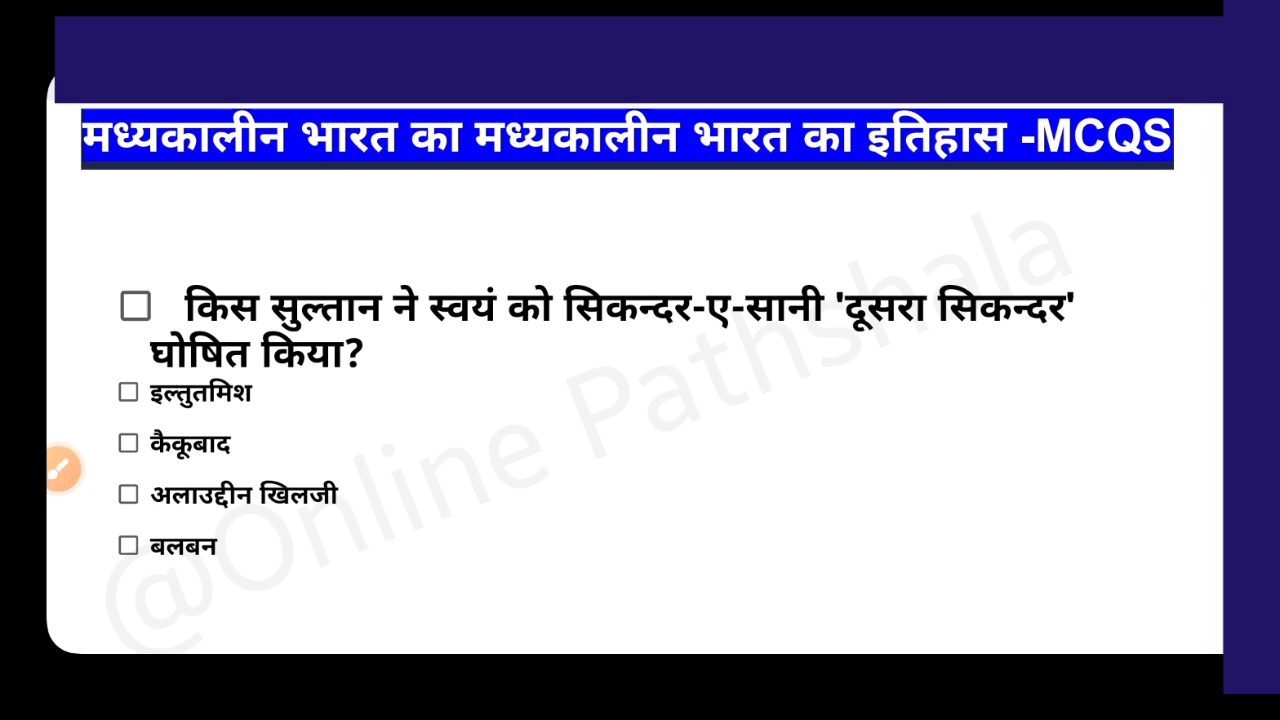 मध्यकालीन भारत का मध्यकालीन भारत का इतिहास -MCQS
किस सुल्तान ने स्वयं को सिकन्दर-ए-सानी 'दूसरा सिकन्दर'
घोषित किया?
इल्तुतमिश
कैकूबाद
अलाउद्दीन खिलजी
बलबन
@Online Pathshala